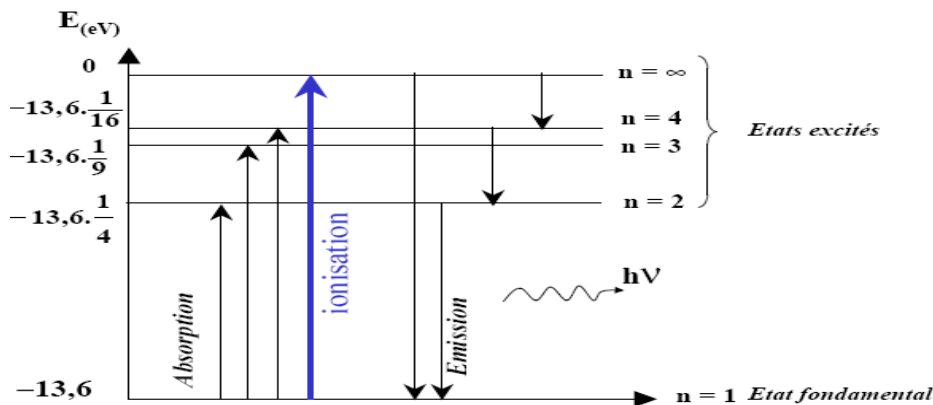 E(eV)
0
n = ∞
−13,6. 1/16
n = 4
−13,6. 1/9
n = 3
Etats excités
−13,6. 1/4
n = 2
ionisation
Absorption
Emission
hν
−13,6
n = 1 Etat fondamental